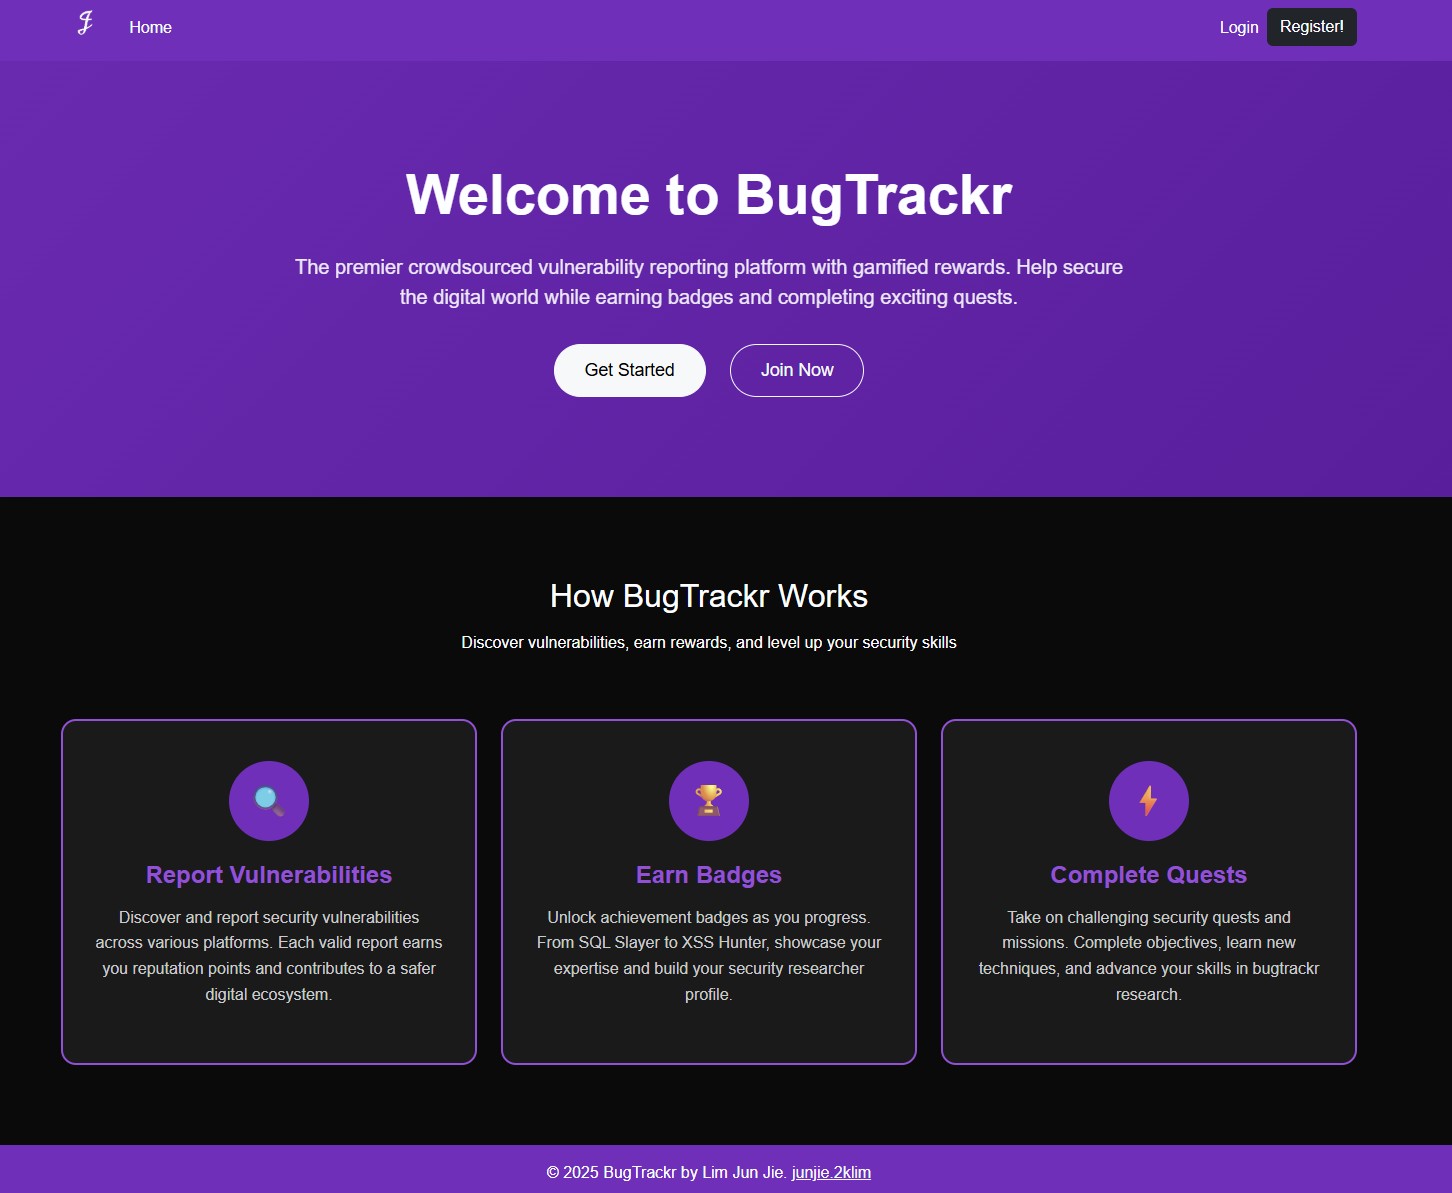 Home
Login
Register!
Welcome to BugTrackr
The premier crowdsourced vulnerability reporting platform with gamified rewards. Help secure
the digital world while earning badges and completing exciting quests.
Get Started
Join Now
How BugTrackr Works
Discover vulnerabilities, earn rewards, and level up your security skills
Report Vulnerabilities
Discover and report security vulnerabilities
across various platforms. Each valid report earns
you reputation points and contributes to a safer
digital ecosystem.
Earn Badges
Unlock achievement badges as you progress.
From SQL Slayer to XSS Hunter, showcase your
expertise and build your security researcher
profile.
Complete Quests
Take on challenging security quests and
missions. Complete objectives, learn new
techniques, and advance your skills in bugtrackr
research.
© 2025 BugTrackr by Lim Jun Jie. junjie.2klim